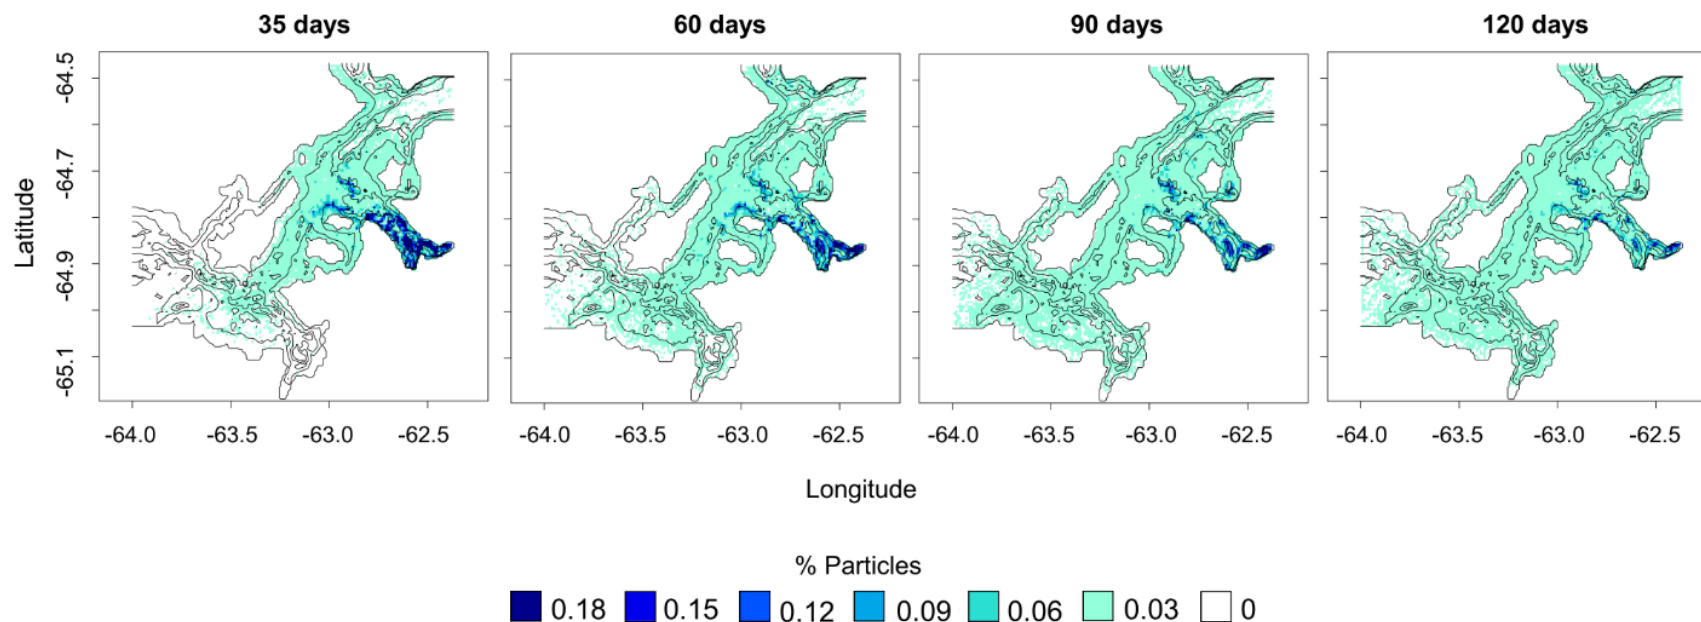 35 days
60 days
90 days
120 days
Latitude
-64.5
-64.7
-64.9
-65.1
-64.0 -63.5 -63.0 -62.5
-64.0 -63.5 -63.0 -62.5
-64.0 -63.5 -63.0 -62.5
-64.0 -63.5 -63.0 -62.5
Longitude
% Particles
0.18 0.15 0.12 0.09 0.06 0.03 0